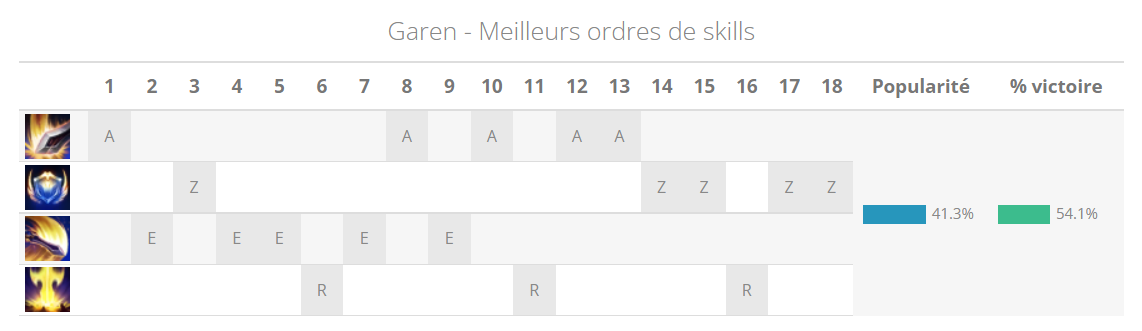 Garen - Meilleurs ordres de skills
1 2 3 4 5 6 7 8 9 10 11 12 13 14 15 16 17 18 Popularité % victoire
A A A A A
Z Z Z Z Z
41.3% 54.1%
E E E E E
R R R